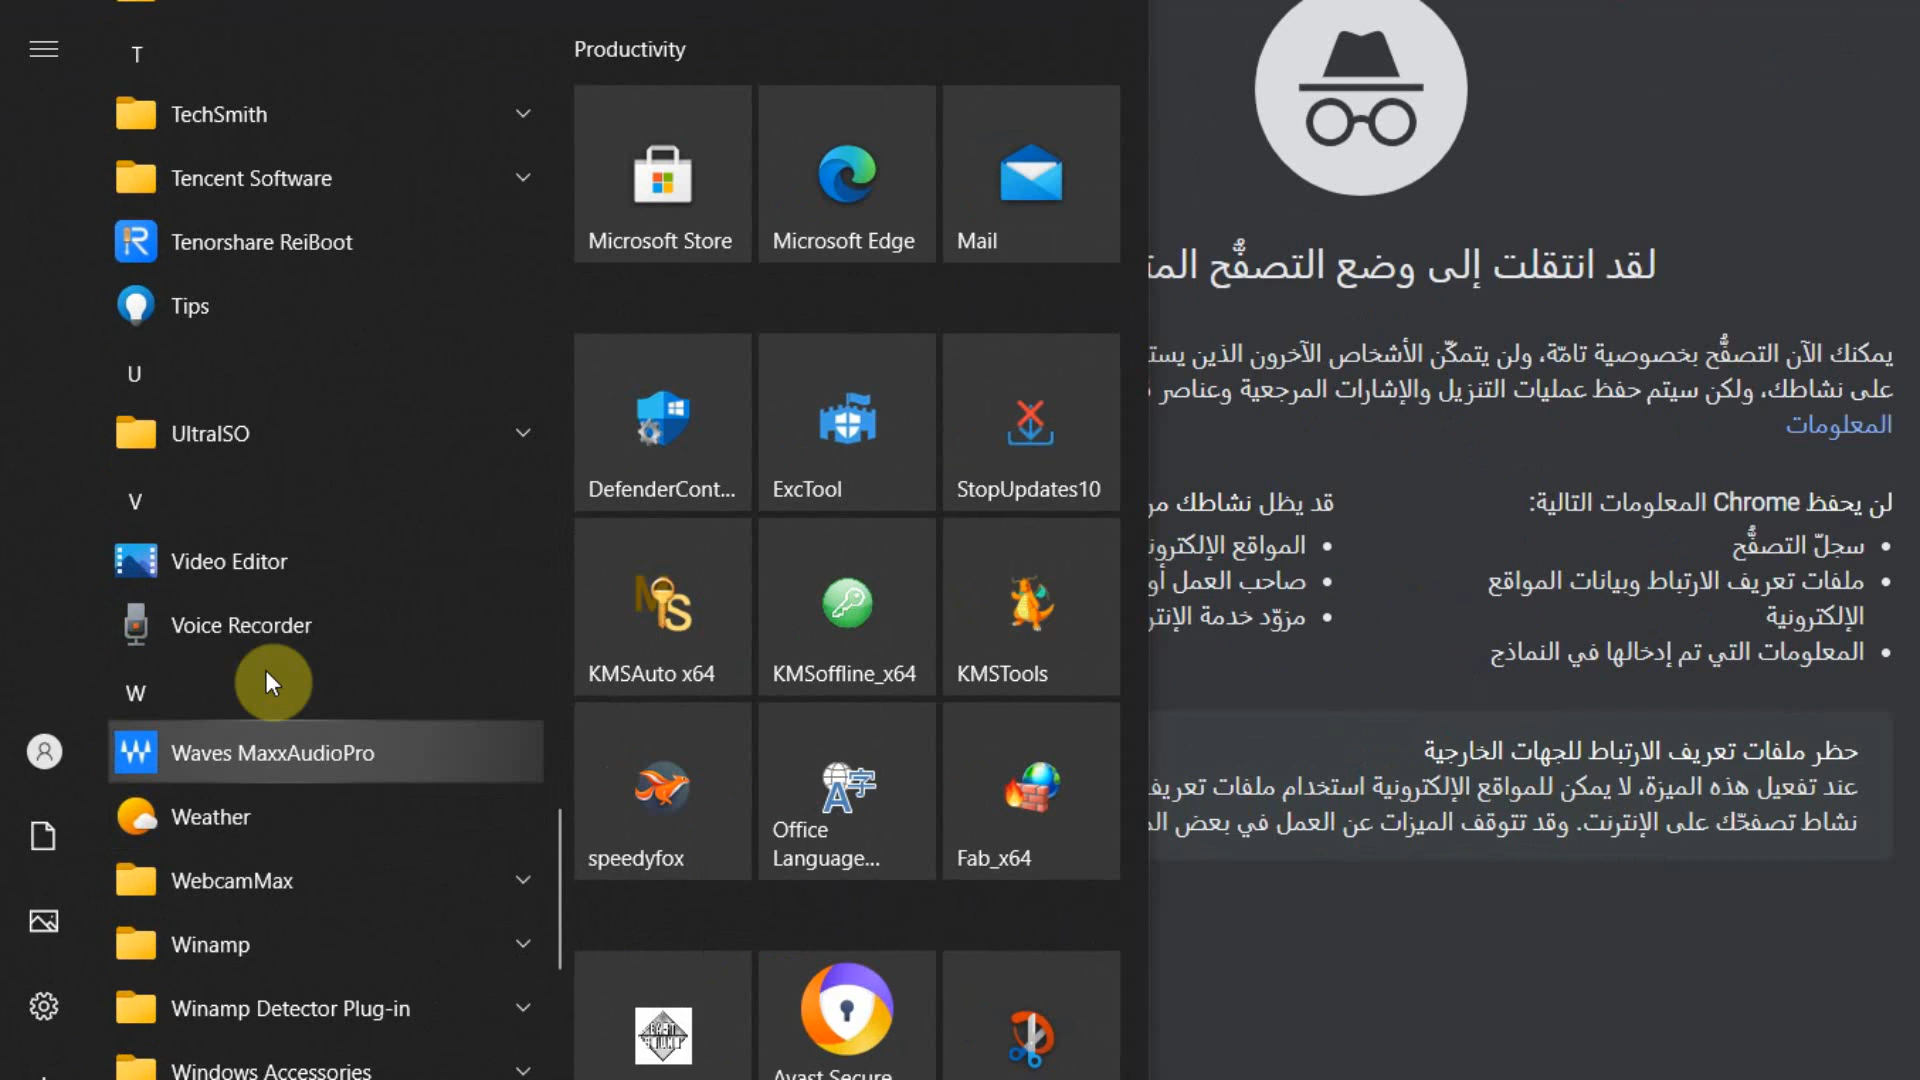 T
TechSmith
Tencent Software
Tenorshare ReiBoot
Tips
U
UltraISO
V
Video Editor
Voice Recorder
W
Waves MaxxAudioPro
Weather
WebcamMax
Winamp
Winamp Detector Plug-in
Windows Accessories
Productivity
Microsoft Store
Microsoft Edge
Mail
DefenderCont...
ExcTool
StopUpdates10
KMSAuto x64
KMSoffline_x64
KMSTools
speedyfox
Office
Language...
Fab_x64
Avast Secure
لقد انتقلت إلى وضع التصفُّح
يمكنك الآن التصفُّح بخصوصية تامّة، ولن يتمكّن الأشخاص الآخرون الذين
على نشاطك، ولكن سيتم حفظ عمليات التنزيل والإشارات المرجعية وعناصر
المعلومات
لن يحفظ Chrome المعلومات التالية:
سجلّ التصفُّح
ملفات تعريف الارتباط وبيانات المواقع
الإلكترونية
المعلومات التي تم إدخالها في النماذج
قد يظل نشاطك
المواقع
صاحب العمل أو
مزوّد خدمة
حظر ملفات تعريف الارتباط للجهات الخارجية
عند تفعيل هذه الميزة، لا يمكن للمواقع الإلكترونية استخدام ملفات
نشاط تصفحّك على الإنترنت. وقد تتوقف الميزات عن العمل في بعض